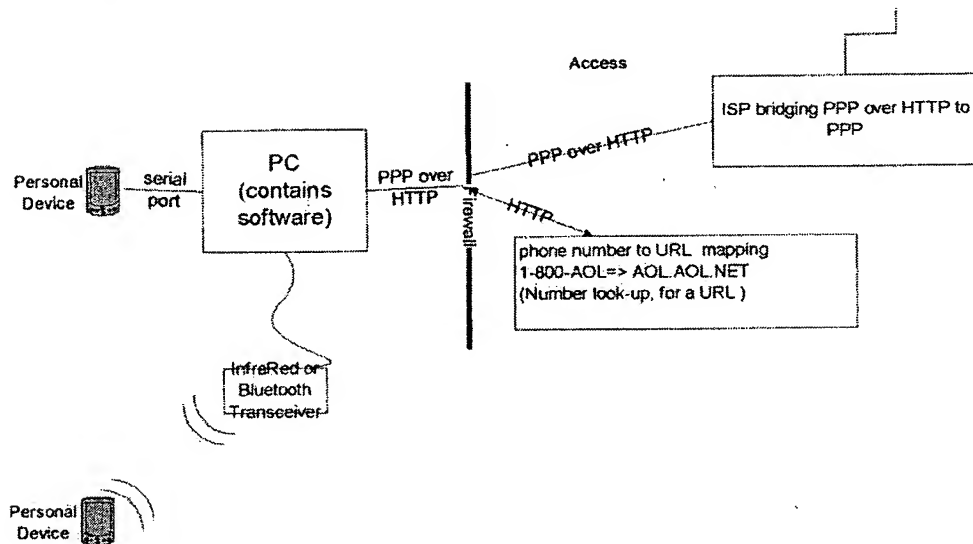 Access
ISP bridging PPP over HTTP to
PPP
PPP over HTTP
PC
(contains
software)
Personal
Device
serial
port
PPP over
HTTP
Firewall
HTTP
phone number to URL mapping
1-800-AOL=> AOL.AOL.NET
(Number look-up, for a URL )
InfraRed or
Bluetooth
Transceiver
Personal
Device